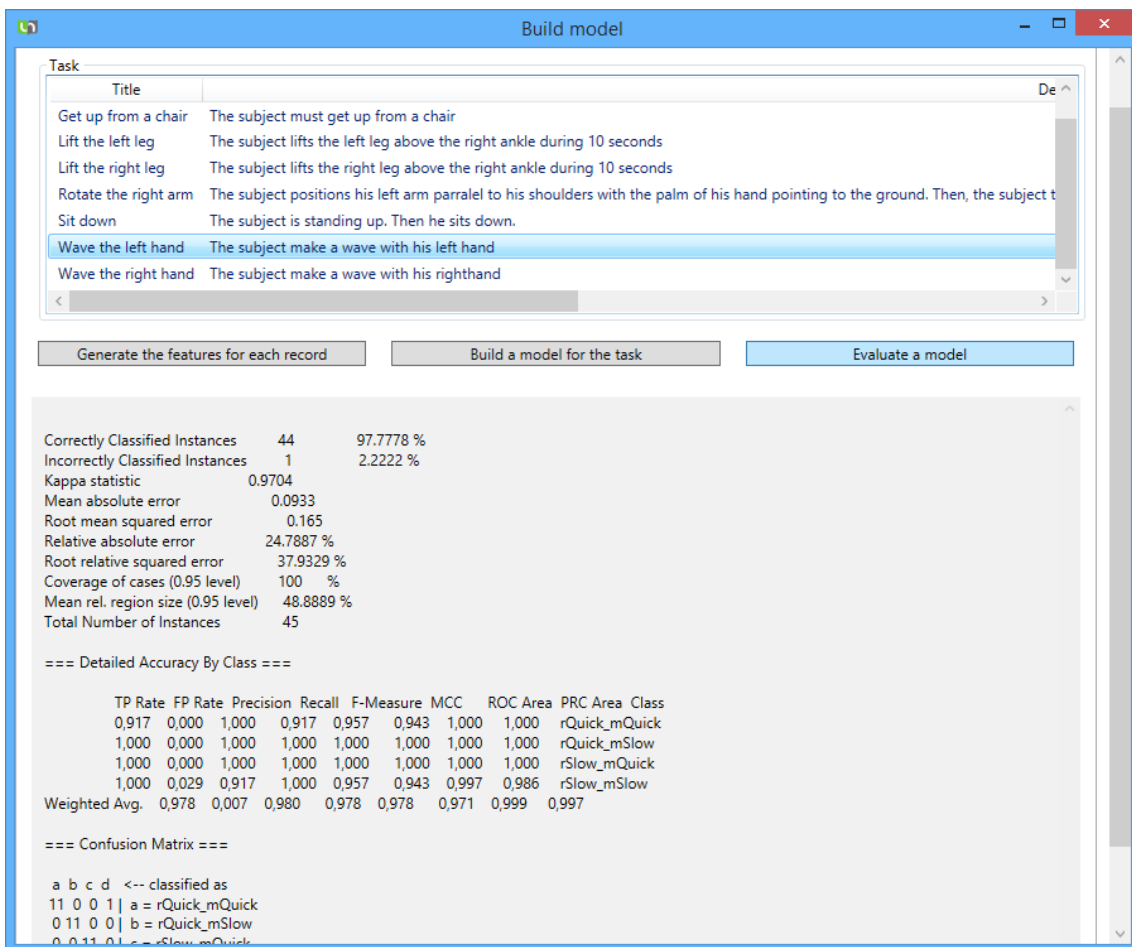 Build model
Task
Title De
Get up from a chair The subject must get up from a chair
Lift the left leg The subject lifts the left leg above the right ankle during 10 seconds
Lift the right leg The subject lifts the right leg above the right ankle during 10 seconds
Rotate the right arm The subject positions his left arm parralel to his shoulders with the palm of his hand pointing to the ground. Then, the subject t
Sit down The subject is standing up. Then he sits down.
Wave the left hand The subject make a wave with his left hand
Wave the right hand The subject make a wave with his righthand
Generate the features for each record Build a model for the task Evaluate a model
Correctly Classified Instances 44 97.7778 %
Incorrectly Classified Instances 1 2.2222 %
Kappa statistic 0.9704
Mean absolute error 0.0933
Root mean squared error 0.165
Relative absolute error 24.7887 %
Root relative squared error 37.9329 %
Coverage of cases (0.95 level) 100 %
Mean rel. region size (0.95 level) 48.8889 %
Total Number of Instances 45
=== Detailed Accuracy By Class ===
TP Rate FP Rate Precision Recall F-Measure MCC ROC Area PRC Area Class
0,917 0,000 1,000 0,917 0,957 0,943 1,000 1,000 rQuick_mQuick
1,000 0,000 1,000 1,000 1,000 1,000 1,000 1,000 rQuick_mSlow
1,000 0,000 1,000 1,000 1,000 1,000 1,000 1,000 rSlow_mQuick
1,000 0,029 0,917 1,000 0,957 0,943 0,997 0,986 rSlow_mSlow
Weighted Avg. 0,978 0,007 0,980 0,978 0,978 0,971 0,999 0,997
=== Confusion Matrix ===
a b c d <-- classified as
11 0 0 1 | a = rQuick_mQuick
0 11 0 0 | b = rQuick_mSlow
0 0 11 0 | c = rSlow_mQuick